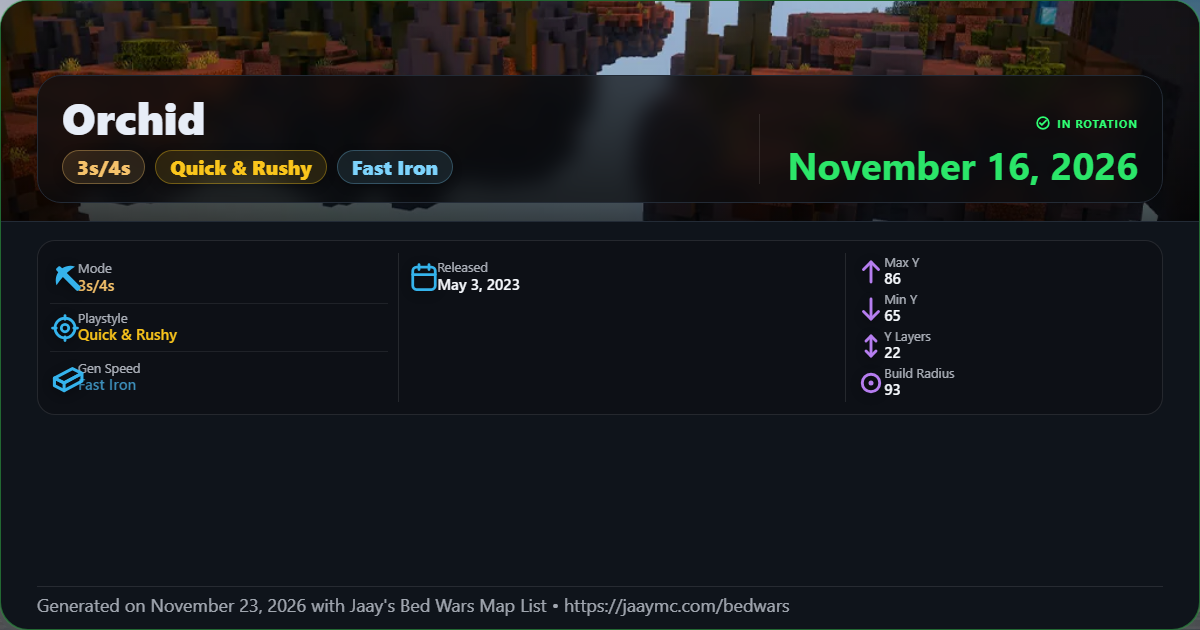 Orchid
3s/4s Quick & Rushy Fast Iron
IN ROTATION
November 16, 2026
Mode
3s/4s
Playstyle
Quick & Rushy
Gen Speed
Fast Iron
Released
May 3, 2023
Max Y
86
Min Y
65
Y Layers
22
Build Radius
93
Generated on November 23, 2026 with Jaay's Bed Wars Map List • https://jaaymc.com/bedwars